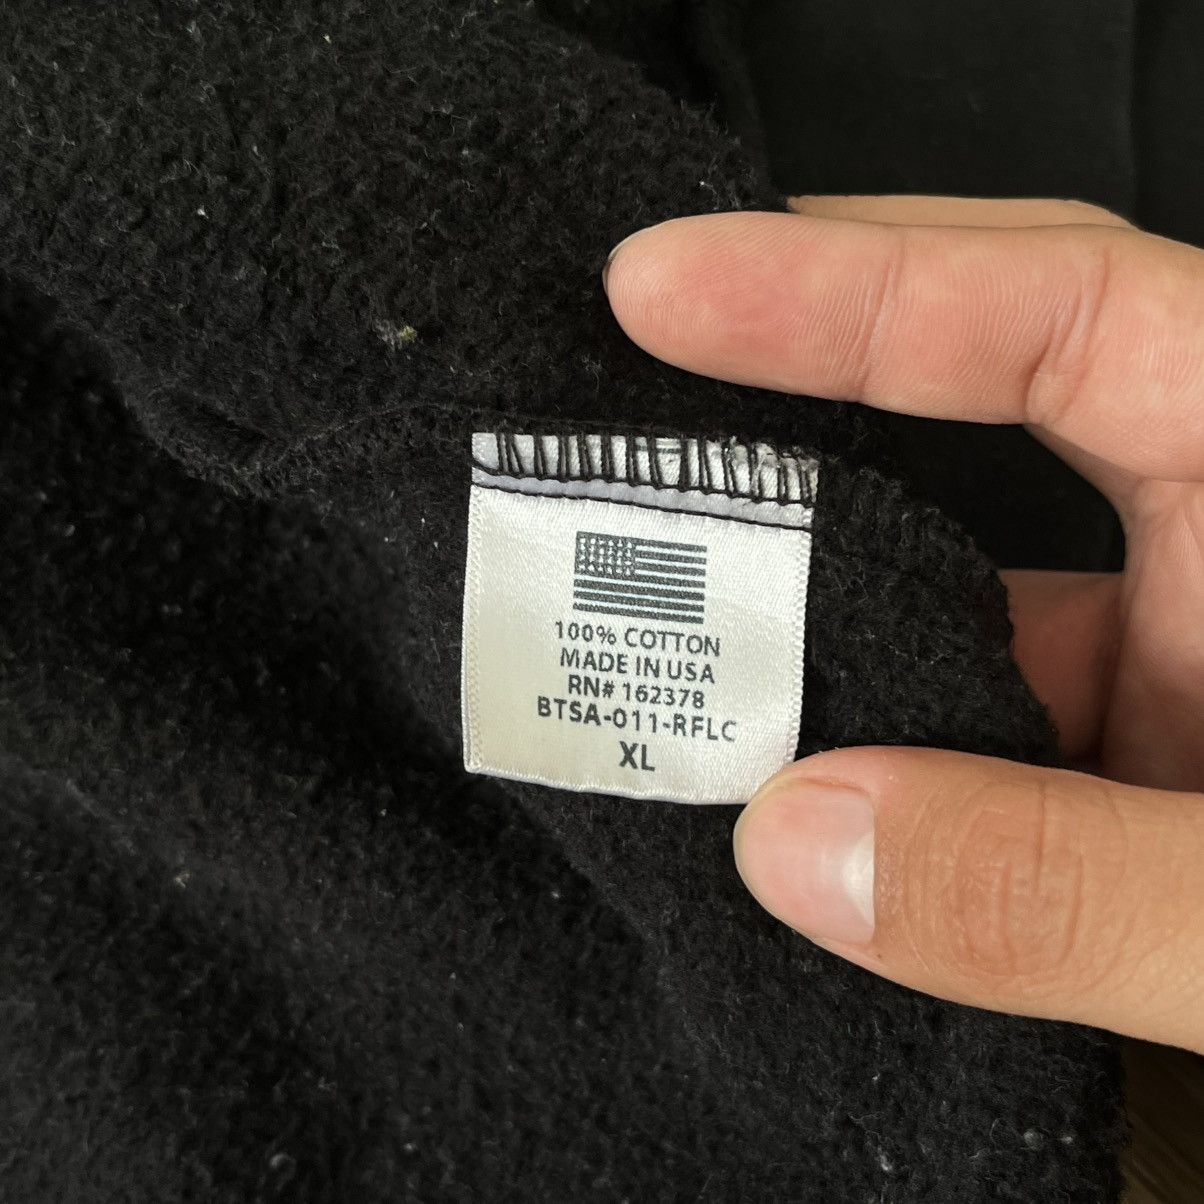 100% COTTON
MADE IN USA
RN# 162378
BTSA-011-RFLC
XL